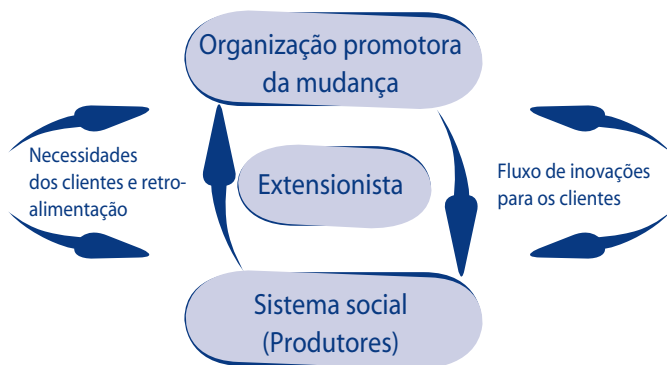 Organização promotora
da mudança
Necessidades
dos clientes e retro-
alimentação
Extensionista
Fluxo de inovações
para os clientes
Sistema social
(Produtores)